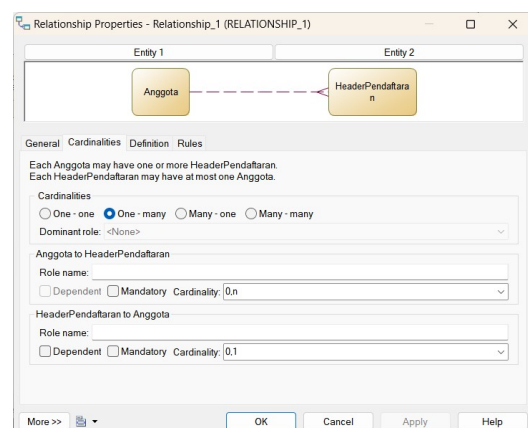 Relationship Properties - Relationship_1 (RELATIONSHIP_1)
Entity 1 Entity 2
Anggota HeaderPendaftara
n
General Cardinalities Definition Rules
Each Anggota may have one or more HeaderPendaftaran.
Each HeaderPendaftaran may have at most one Anggota.
Cardinalities
One - one One - many Many - one Many - many
Dominant role: <None>
Anggota to HeaderPendaftaran
Role name:
Dependent Mandatory Cardinality: 0,n
HeaderPendaftaran to Anggota
Role name:
Dependent Mandatory Cardinality: 0,1
More >> OK Cancel Apply Help